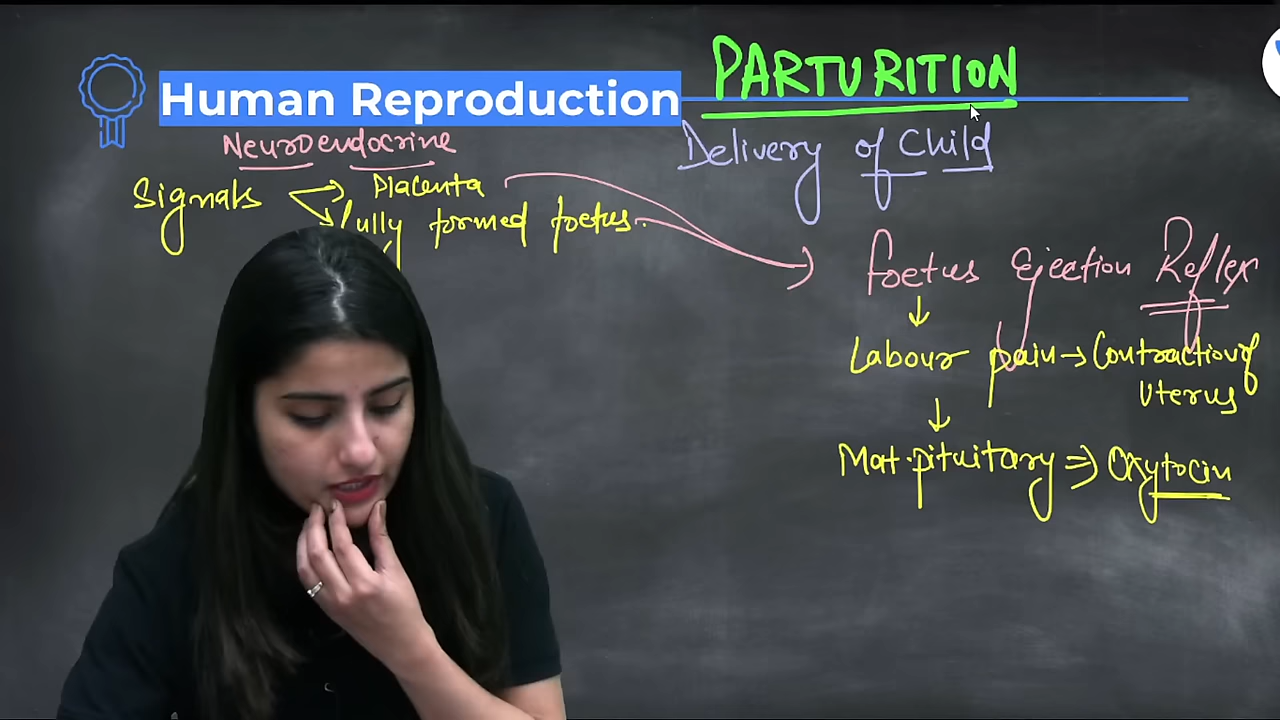 PARTURITION
Human Reproduction
Neuroendocrine
Delivery of Child
Signals
Placenta
fully formed foetus.
Foetus Ejection Reflex
Labour pain → Contraction of
Uterus
Mat. pituitary ⇒ Oxytocin